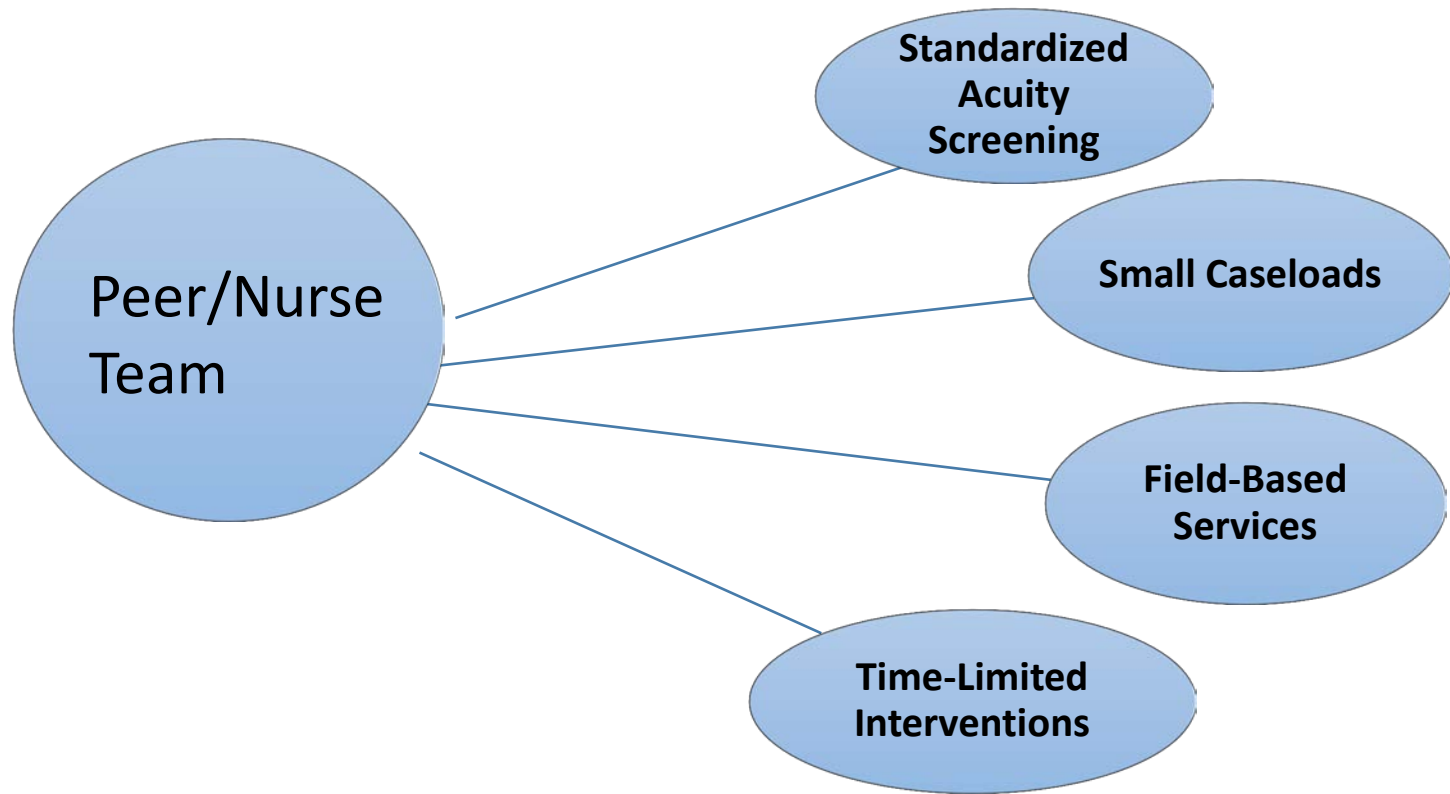 Standardized
Acuity
Screening
Small Caseloads
Peer/Nurse
Team
Field-Based
Services
Time-Limited
Interventions